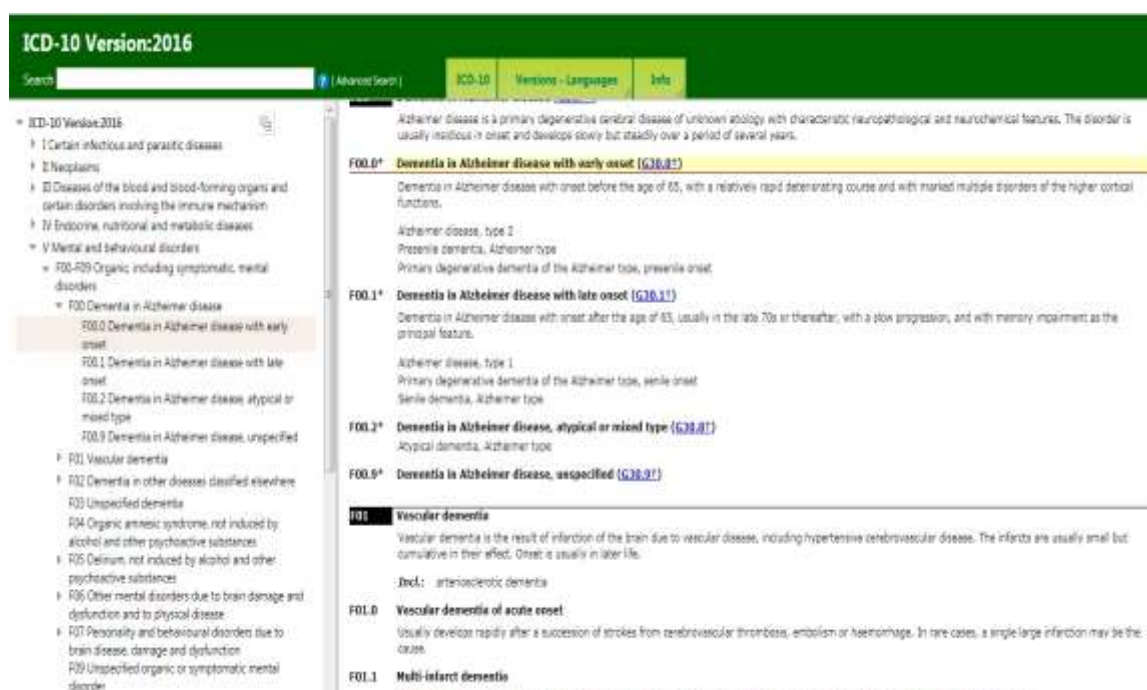 ICD-10 Version:2016
Search
[ Advanced Search ]
ICD-10
Versions - Languages
Info
ICD-10 Version:2016
I Certain infectious and parasitic diseases
II Neoplasms
III Diseases of the blood and blood-forming organs and
certain disorders involving the immune mechanism
IV Endocrine, nutritional and metabolic diseases
V Mental and behavioural disorders
F00-F09 Organic, including symptomatic, mental
disorders
F00 Dementia in Alzheimer disease
F00.0 Dementia in Alzheimer disease with early
onset
F00.1 Dementia in Alzheimer disease with late
onset
F00.2 Dementia in Alzheimer disease, atypical or
mixed type
F00.9 Dementia in Alzheimer disease, unspecified
F01 Vascular dementia
F02 Dementia in other diseases classified elsewhere
F03 Unspecified dementia
F04 Organic amnesic syndrome, not induced by
alcohol and other psychoactive substances
F05 Delirium, not induced by alcohol and other
psychoactive substances
F06 Other mental disorders due to brain damage and
dysfunction and to physical disease
F07 Personality and behavioural disorders due to
brain disease, damage and dysfunction
F09 Unspecified organic or symptomatic mental
disorder
Alzheimer disease is a primary degenerative cerebral disease of unknown etiology with characteristic neuropathological and neurochemical features. The disorder is
usually insidious in onset and develops slowly but steadily over a period of several years.
F00.0* Dementia in Alzheimer disease with early onset (G30.0†)
Dementia in Alzheimer disease with onset before the age of 65, with a relatively rapid deteriorating course and with marked multiple disorders of the higher cortical
functions.
Alzheimer disease, type 2
Presenile dementia, Alzheimer type
Primary degenerative dementia of the Alzheimer type, presenile onset
F00.1* Dementia in Alzheimer disease with late onset (G30.1†)
Dementia in Alzheimer disease with onset after the age of 65, usually in the late 70s or thereafter, with a slow progression, and with memory impairment as the
principal feature.
Alzheimer disease, type 1
Primary degenerative dementia of the Alzheimer type, senile onset
Senile dementia, Alzheimer type
F00.2* Dementia in Alzheimer disease, atypical or mixed type (G30.8†)
Atypical dementia, Alzheimer type
F00.9* Dementia in Alzheimer disease, unspecified (G30.9†)
F01 Vascular dementia
Vascular dementia is the result of infarction of the brain due to vascular disease, including hypertensive cerebrovascular disease. The infarcts are usually small but
cumulative in their effect. Onset is usually in later life.
Incl.: arteriosclerotic dementia
F01.0 Vascular dementia of acute onset
Usually develops rapidly after a succession of strokes from cerebrovascular thrombosis, embolism or haemorrhage. In rare cases, a single large infarction may be the
cause.
F01.1 Multi-infarct dementia